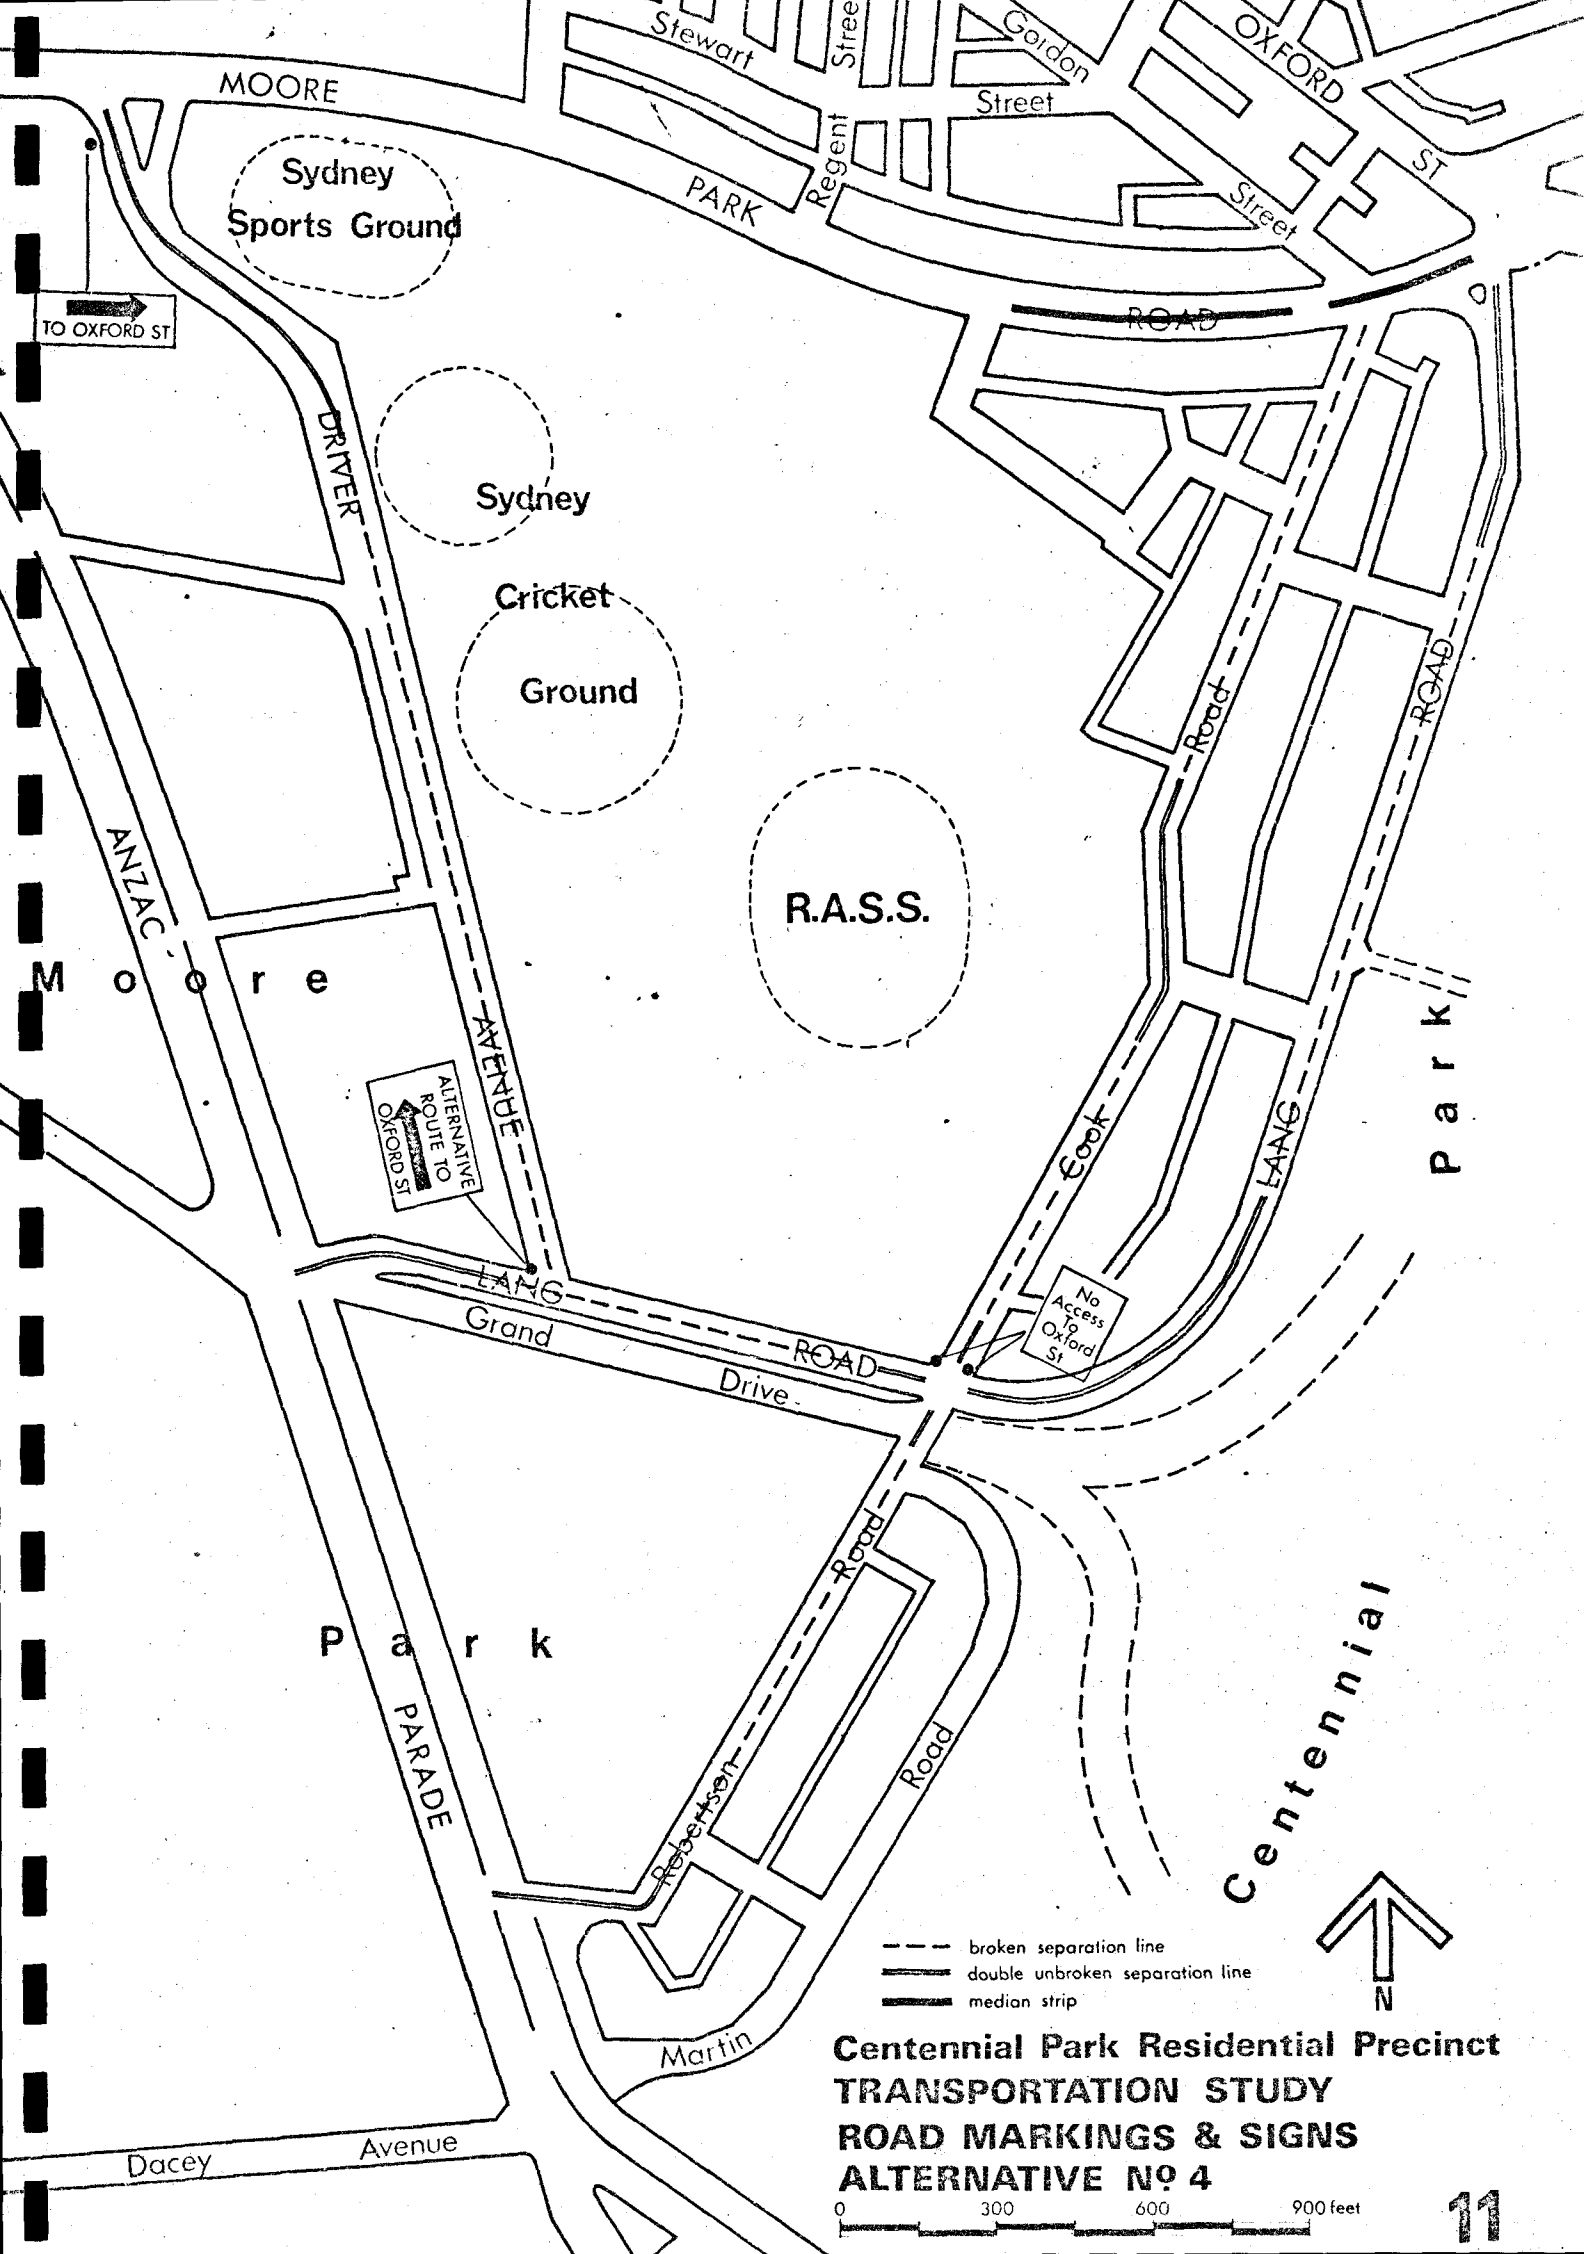 Stewart
Street
Gordon
Street
OXFORD
ST
MOORE
PARK
ROAD
Regent
Street
Sydney
Sports Ground
TO OXFORD ST
DRIVER
AVENUE
Sydney
Cricket
Ground
R.A.S.S.
Road
Cook
ROAD
LANG
ANZAC
PARADE
Moore
Park
ALTERNATIVE
ROUTE TO
OXFORD ST
LANG
ROAD
Grand
Drive
No
Access
To
Oxford
St
Park
Centennial
Road
Robertson
Road
Martin
Dacey
Avenue
broken separation line
double unbroken separation line
median strip
N
Centennial Park Residential Precinct
TRANSPORTATION STUDY
ROAD MARKINGS & SIGNS
ALTERNATIVE Nº 4
0 300 600 900 feet
11